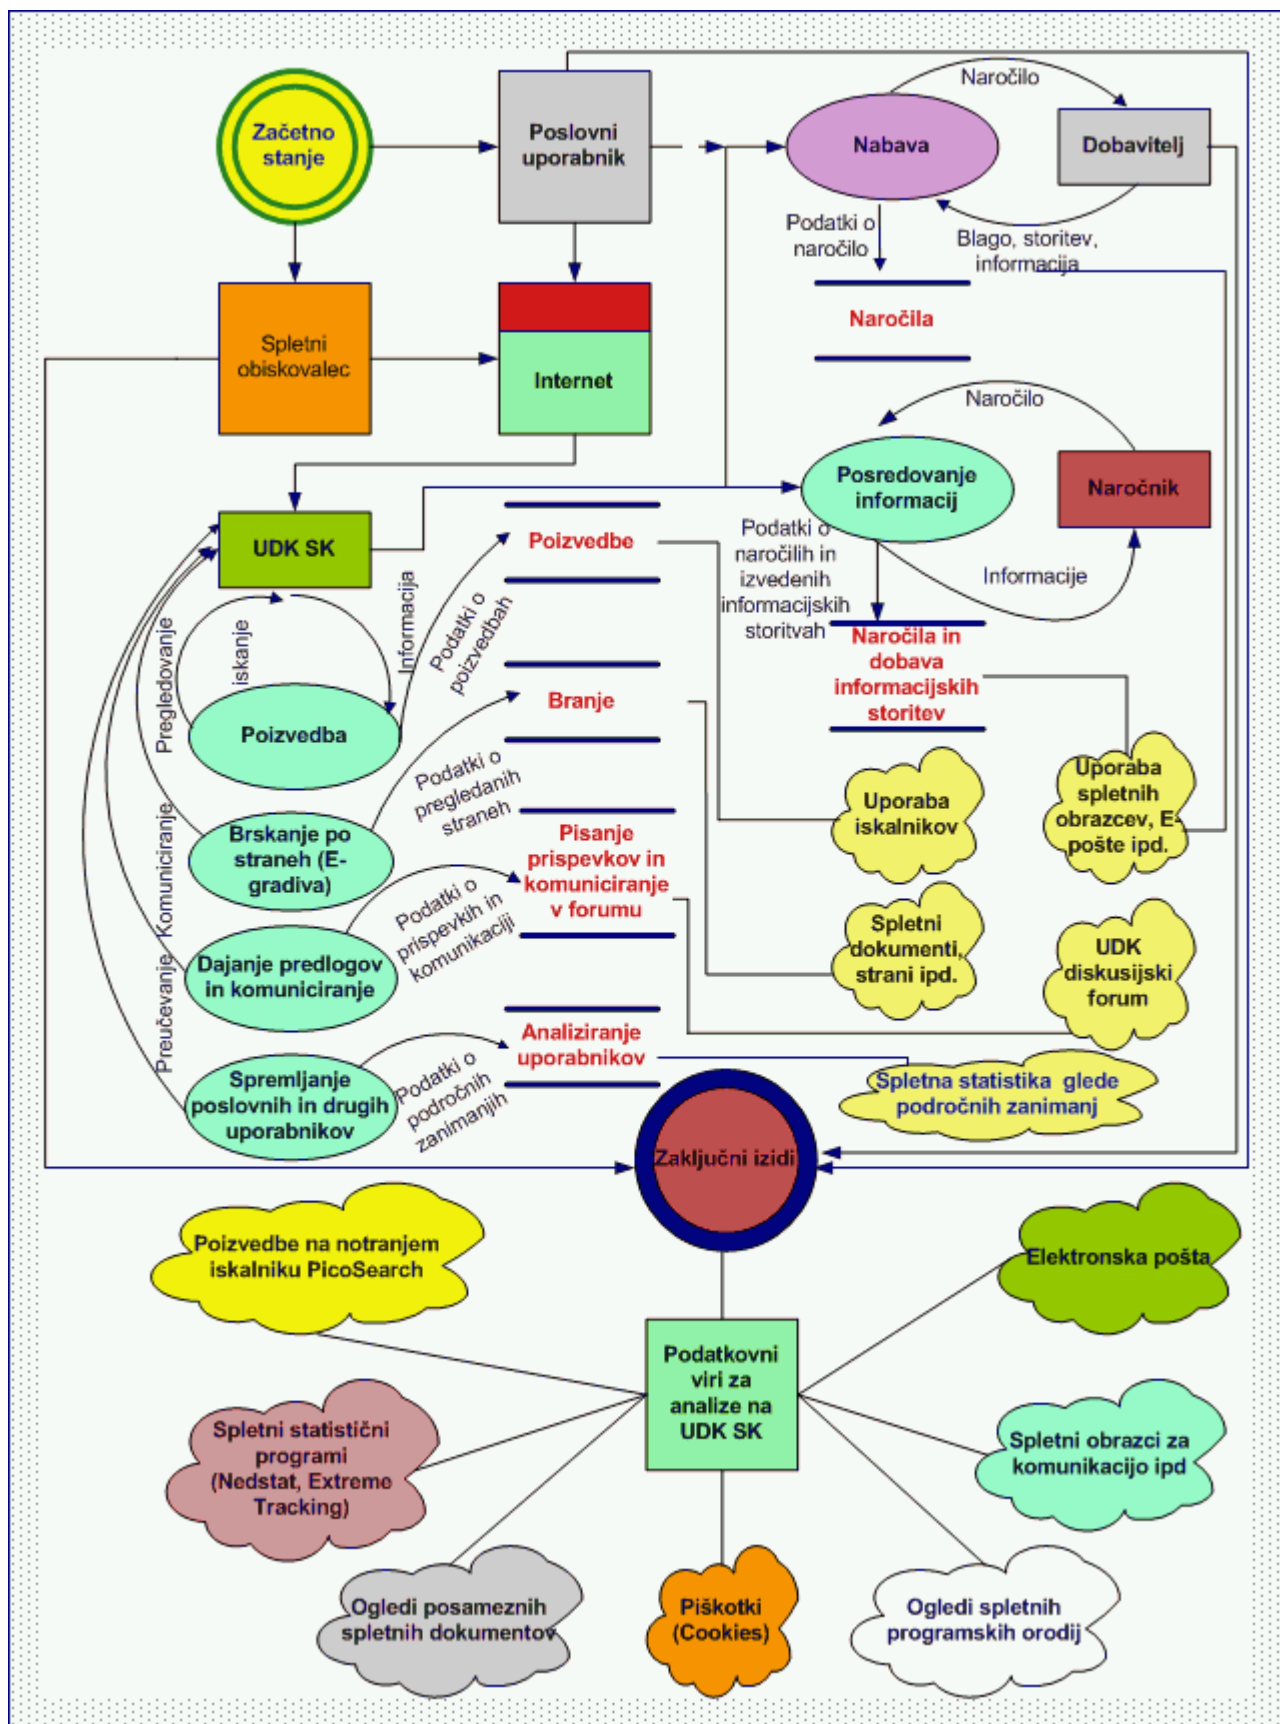 Začetno
stanje
Poslovni
uporabnik
Nabava
Naročilo
Dobavitelj
Podatki o
naročilo
Blago, storitev,
informacija
Naročila
Spletni
obiskovalec
Internet
Naročilo
Posredovanje
informacij
Naročnik
UDK SK
Poizvedbe
Podatki o
naročilih in
izvedenih
informacijskih
storitvah
Informacije
Pregledovanje
iskanje
Informacija
Podatki o
poizvedbah
Naročila in
dobava
informacijskih
storitev
Poizvedba
Branje
Podatki o
pregledanih
straneh
Uporaba
iskalnikov
Uporaba
spletnih
obrazcev, E-
pošte ipd.
Komuniciranje
Brskanje po
straneh (E-
gradiva)
Pisanje
prispevkov in
komuniciranje
v forumu
Podatki o
prispevkih in
komunikaciji
Spletni
dokumenti,
strani ipd.
UDK
diskusijski
forum
Preučevanje
Dajanje predlogov
in komuniciranje
Analiziranje
uporabnikov
Podatki o
področnih
zanimanjih
Spremljanje
poslovnih in drugih
uporabnikov
Spletna statistika glede
področnih zanimanj
Zaključni izidi
Poizvedbe na notranjem
iskalniku PicoSearch
Elektronska pošta
Podatkovni
viri za
analize na
UDK SK
Spletni statistični
programi
(Nedstat, Extreme
Tracking)
Spletni obrazci za
komunikacijo ipd
Ogledi posameznih
spletnih dokumentov
Piškotki
(Cookies)
Ogledi spletnih
programskih orodij